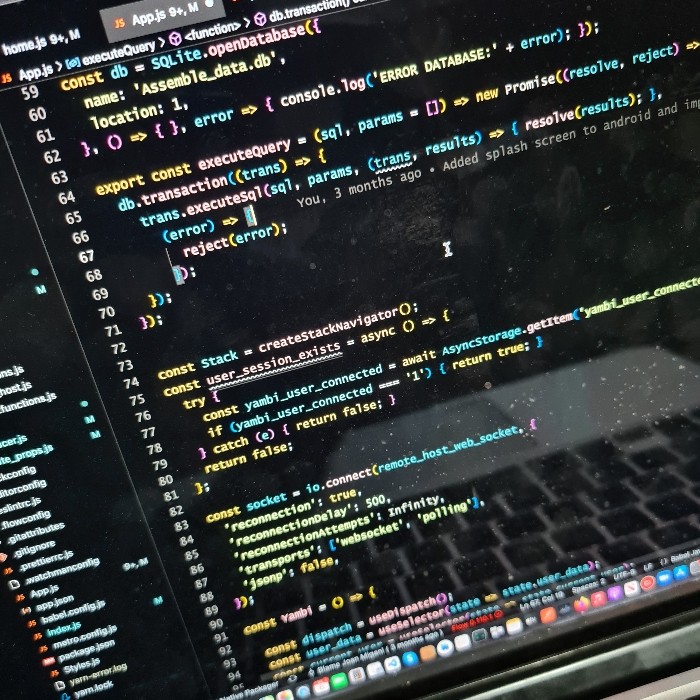 home.js 9+, M
JS App.js 9+, M
JS App.js > executeQuery > <function> > db.transaction()
59 const db = SQLite.openDatabase({
60 name: 'Assemble_data.db',
61 location: 1,
62 }, () => { }, error => { console.log('ERROR DATABASE:' + error); });
63
64 export const executeQuery = (sql, params = []) => new Promise((resolve, reject) =>
65 db.transaction((trans) => {
66 trans.executeSql(sql, params, (trans, results) => { resolve(results); },
67 (error) => {
You, 3 months ago • Added splash screen to android and
68 reject(error);
69 });
70 });
71 });
72
73 const Stack = createStackNavigator();
74 const user_session_exists = async () => {
75 try {
76 const yambi_user_connected = await AsyncStorage.getItem('yambi_user_connecte
77 if (yambi_user_connected === '1') { return true; }
78 } catch (e) { return false; }
79 return false;
80 };
81
82 const socket = io.connect(remote_host_web_socket, {
83 'reconnection': true,
84 'reconnectionDelay': 500,
85 'reconnectionAttempts': Infinity,
86 'transports': ['websocket', 'polling'],
87 'jsonp': false,
88 });
89
90 const Yambi = () => {
91
92 const dispatch = useDispatch();
93 const user_data = useSelector(state => state.user_data);
94
ns.js
host.js
functions.js
M
cer.js
M
te_props.js
M
ckconfig
ditorconfig
eslintrc.js
.flowconfig
.gitattributes
.gitignore
.prettierrc.js
.watchmanconfig
App.js 9+, M
app.json
babel.config.js
index.js M
metro.config.js
package.json
Styles.js
yarn-error.log
yarn.lock